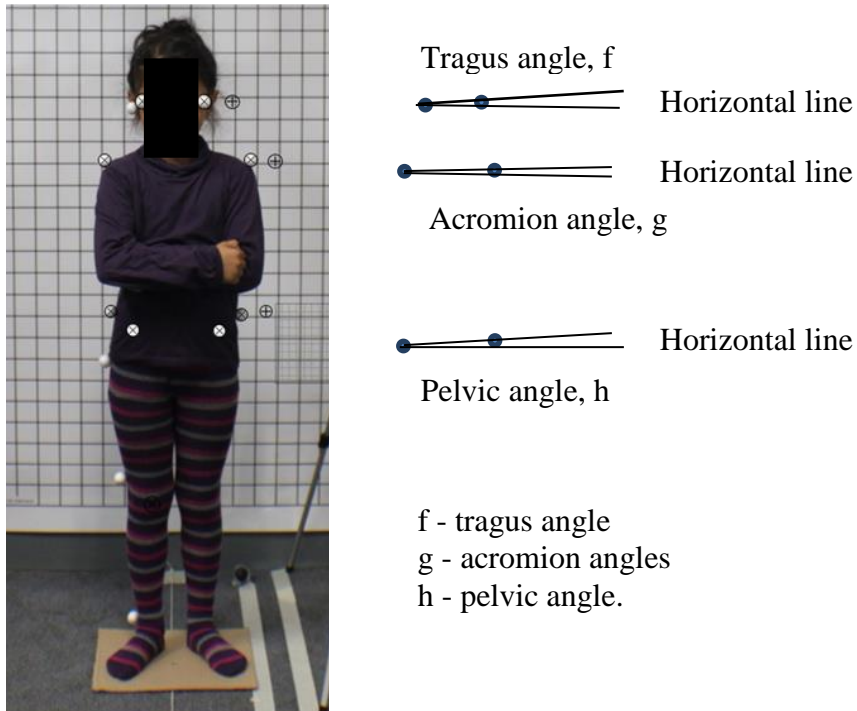 Tragus angle, f
Horizontal line
Horizontal line
Acromion angle, g
Horizontal line
Pelvic angle, h
f - tragus angle
g - acromion angles
h - pelvic angle.